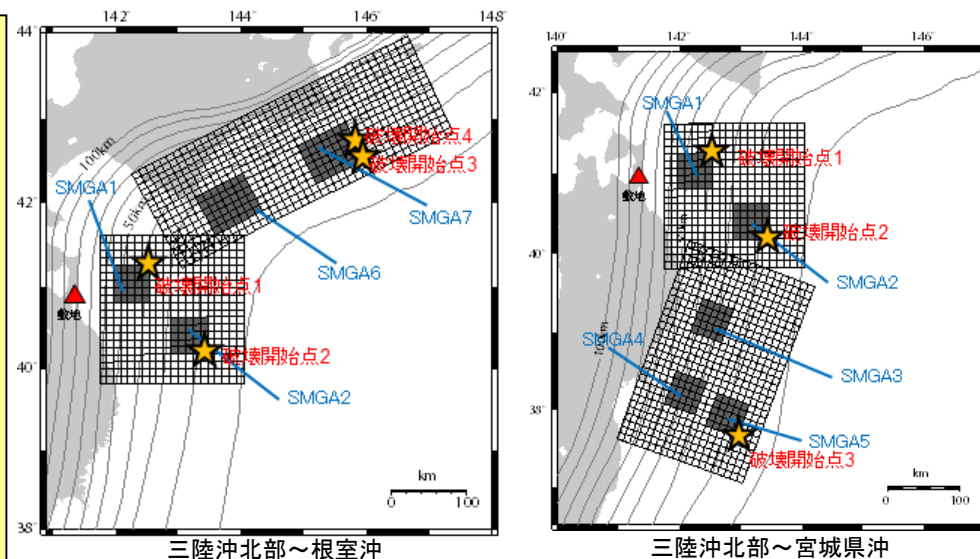 142° 144° 146° 148°
44°
42°
40°
38°
100km
50km
SMGA1
破壊開始点4
破壊開始点3
SMGA7
SMGA6
破壊開始点1
敷地
破壊開始点2
SMGA2
km
0 100
三陸沖北部~根室沖
140° 142° 144° 146°
42°
40°
38°
SMGA1
破壊開始点1
敷地
破壊開始点2
SMGA2
SMGA4
100km
SMGA3
SMGA5
破壊開始点3
km
0 100
三陸沖北部~宮城県沖